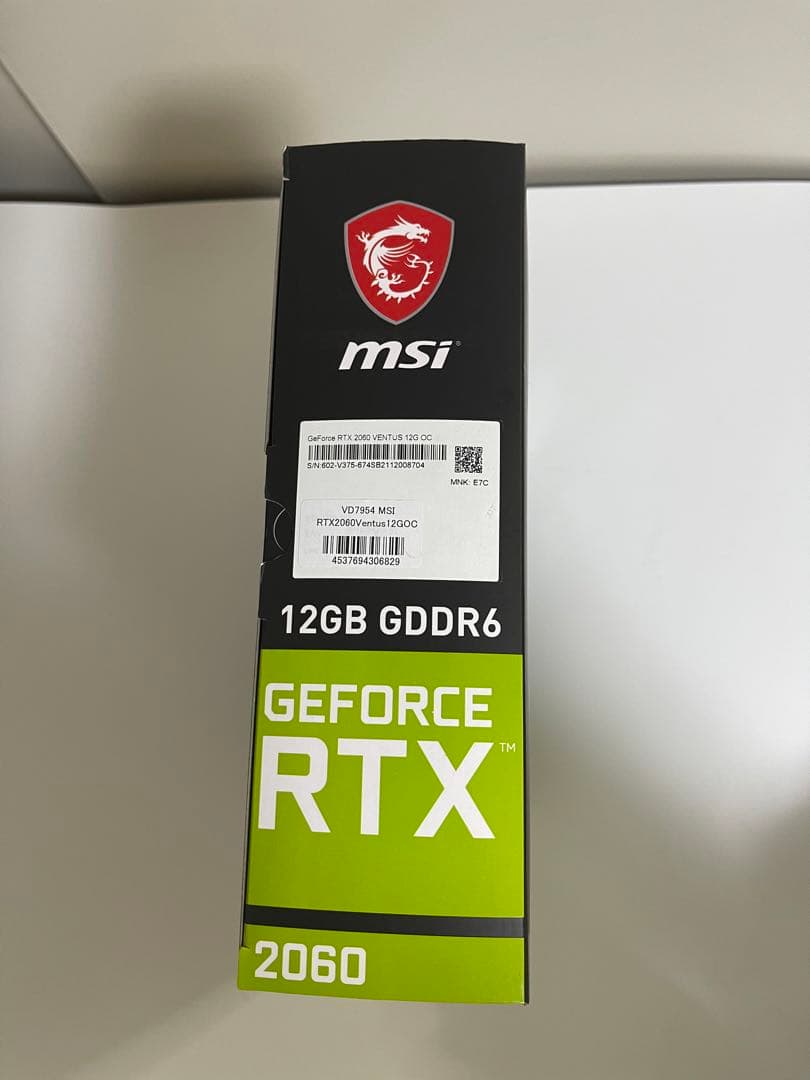 msi®
GeForce RTX 2060 VENTUS 12G OC
S/N:602-V375-674SB2112008704
MNK: E7C
VD7954 MSI
RTX2060Ventus12GOC
4537694306829
12GB GDDR6
GEFORCE
RTX™
2060